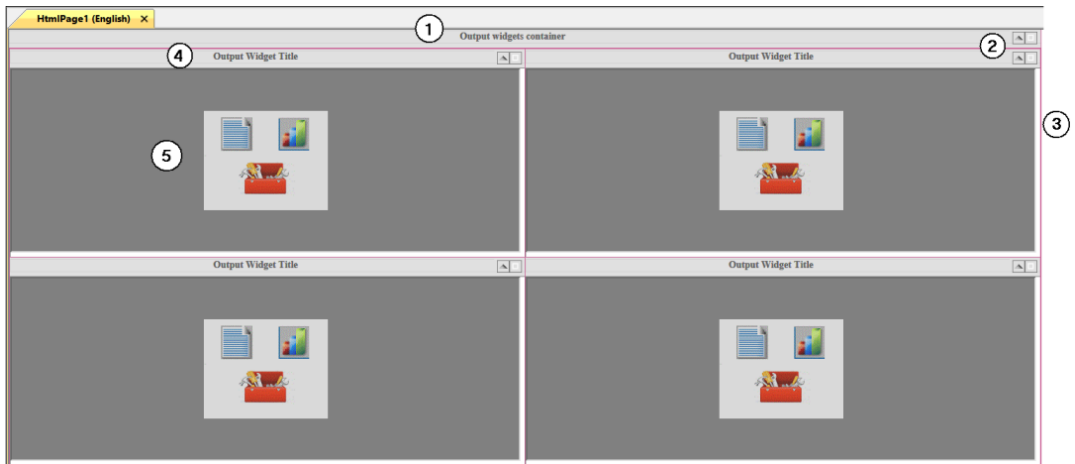 HtmlPage1 (English) X
1
Output widgets container
2
4
Output Widget Title
Output Widget Title
3
5
Output Widget Title
Output Widget Title